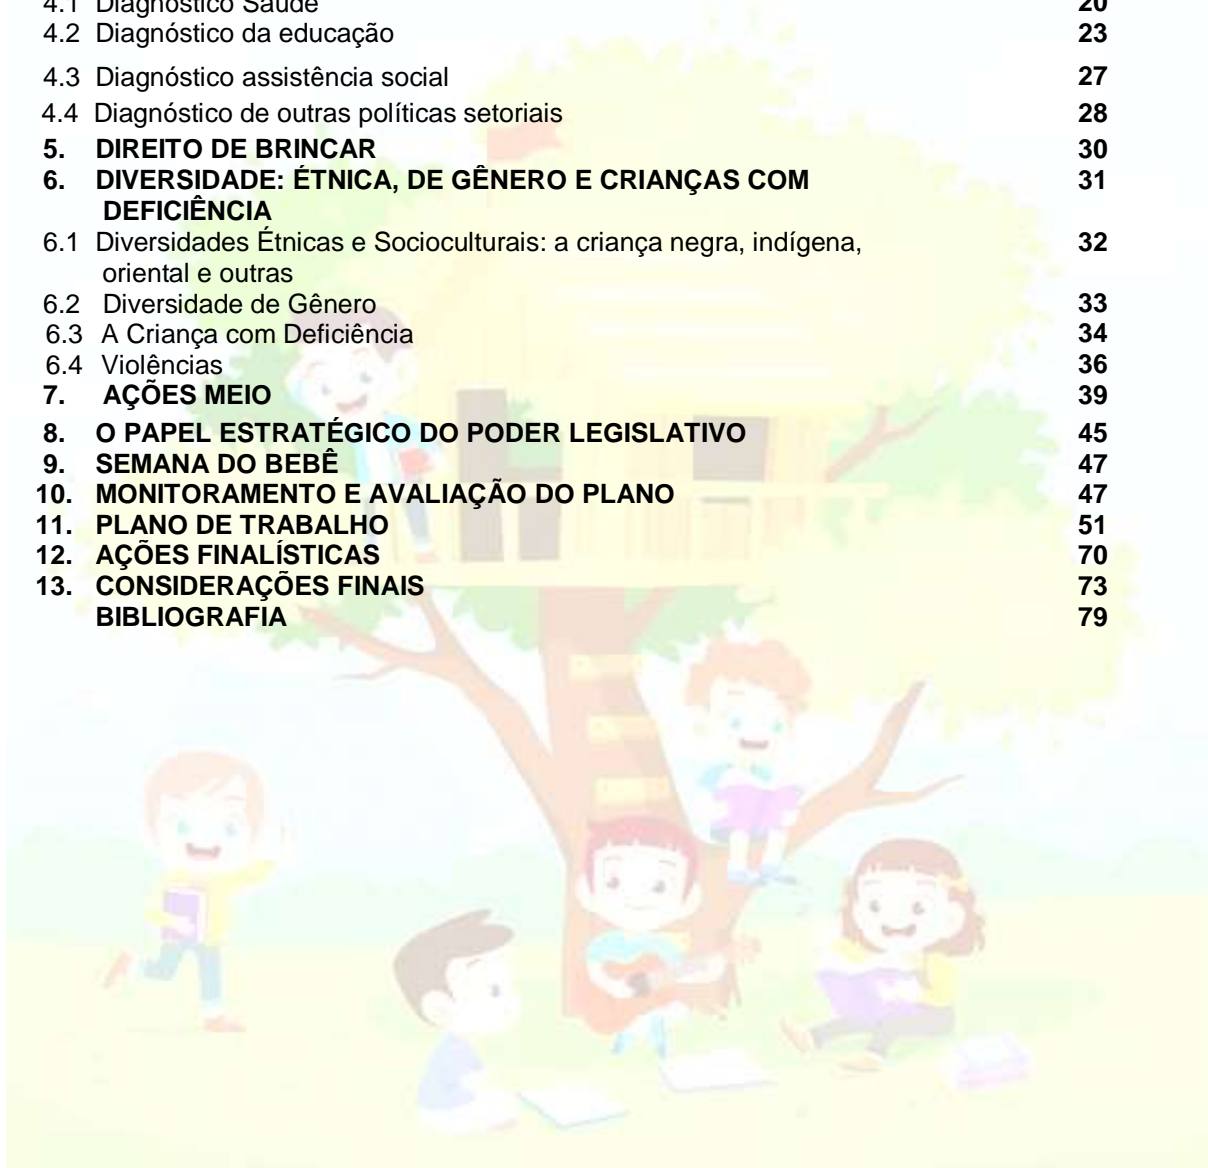 4.1 Diagnóstico Saúde 20
4.2 Diagnóstico da educação 23
4.3 Diagnóstico assistência social 27
4.4 Diagnóstico de outras políticas setoriais 28
5. DIREITO DE BRINCAR 30
6. DIVERSIDADE: ÉTNICA, DE GÊNERO E CRIANÇAS COM 31
DEFICIÊNCIA
6.1 Diversidades Étnicas e Socioculturais: a criança negra, indígena, 32
oriental e outras
6.2 Diversidade de Gênero 33
6.3 A Criança com Deficiência 34
6.4 Violências 36
7. AÇÕES MEIO 39
8. O PAPEL ESTRATÉGICO DO PODER LEGISLATIVO 45
9. SEMANA DO BEBÊ 47
10. MONITORAMENTO E AVALIAÇÃO DO PLANO 47
11. PLANO DE TRABALHO 51
12. AÇÕES FINALÍSTICAS 70
13. CONSIDERAÇÕES FINAIS 73
BIBLIOGRAFIA 79